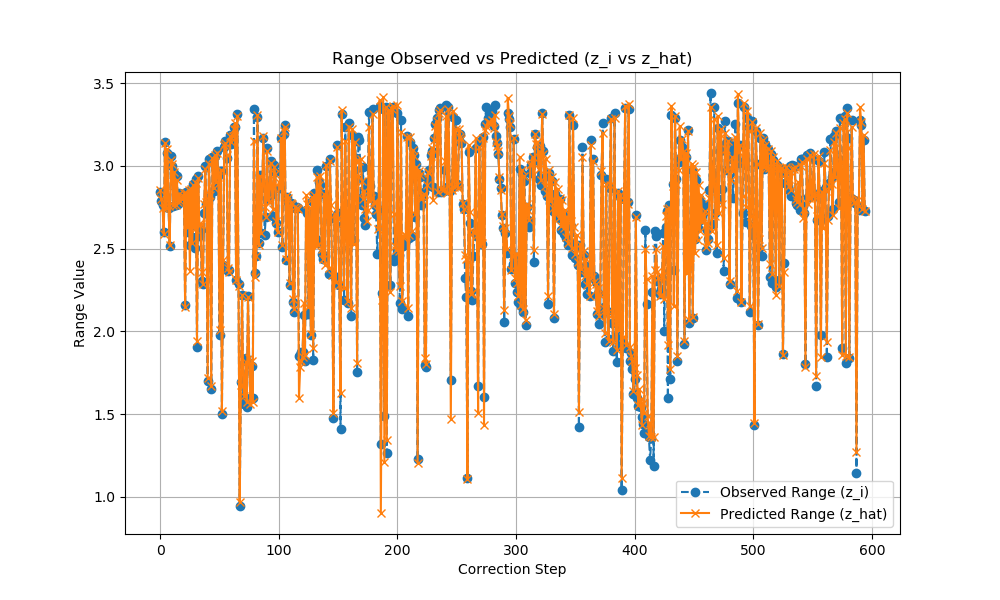 Range Observed vs Predicted (z_i vs z_hat)
3.5
3.0
2.5
2.0
1.5
1.0
Range Value
0 100 200 300 400 500 600
Correction Step
Observed Range (z_i)
Predicted Range (z_hat)